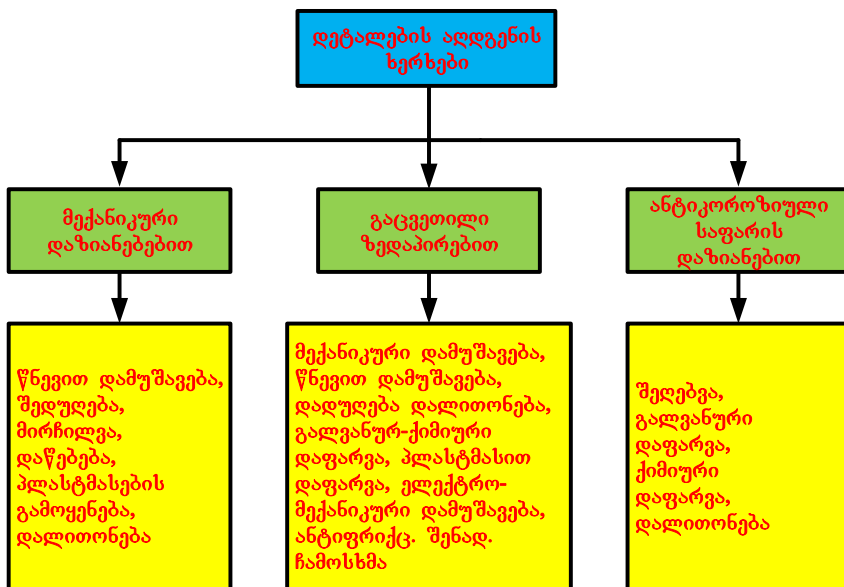 დეტალების აღდგენის
ხერხები
მექანიკური
დაზიანებებით
გაცვეთილი
ზედაპირებით
ანტიკოროზიული
საფარის
დაზიანებით
წნევით დამუშავება,
შედუღება,
მირჩილვა,
დაწებება,
პლასტმასების
გამოყენება,
დალითონება
მექანიკური დამუშავება,
წნევით დამუშავება,
დადუღება დალითონება,
გალვანურ-ქიმიური
დაფარვა, პლასტმასით
დაფარვა, ელექტრო-
მექანიკური დამუშავება,
ანტიფრიქც. შენად.
ჩამოსხმა
შეღებვა,
გალვანური
დაფარვა,
ქიმიური
დაფარვა,
დალითონება